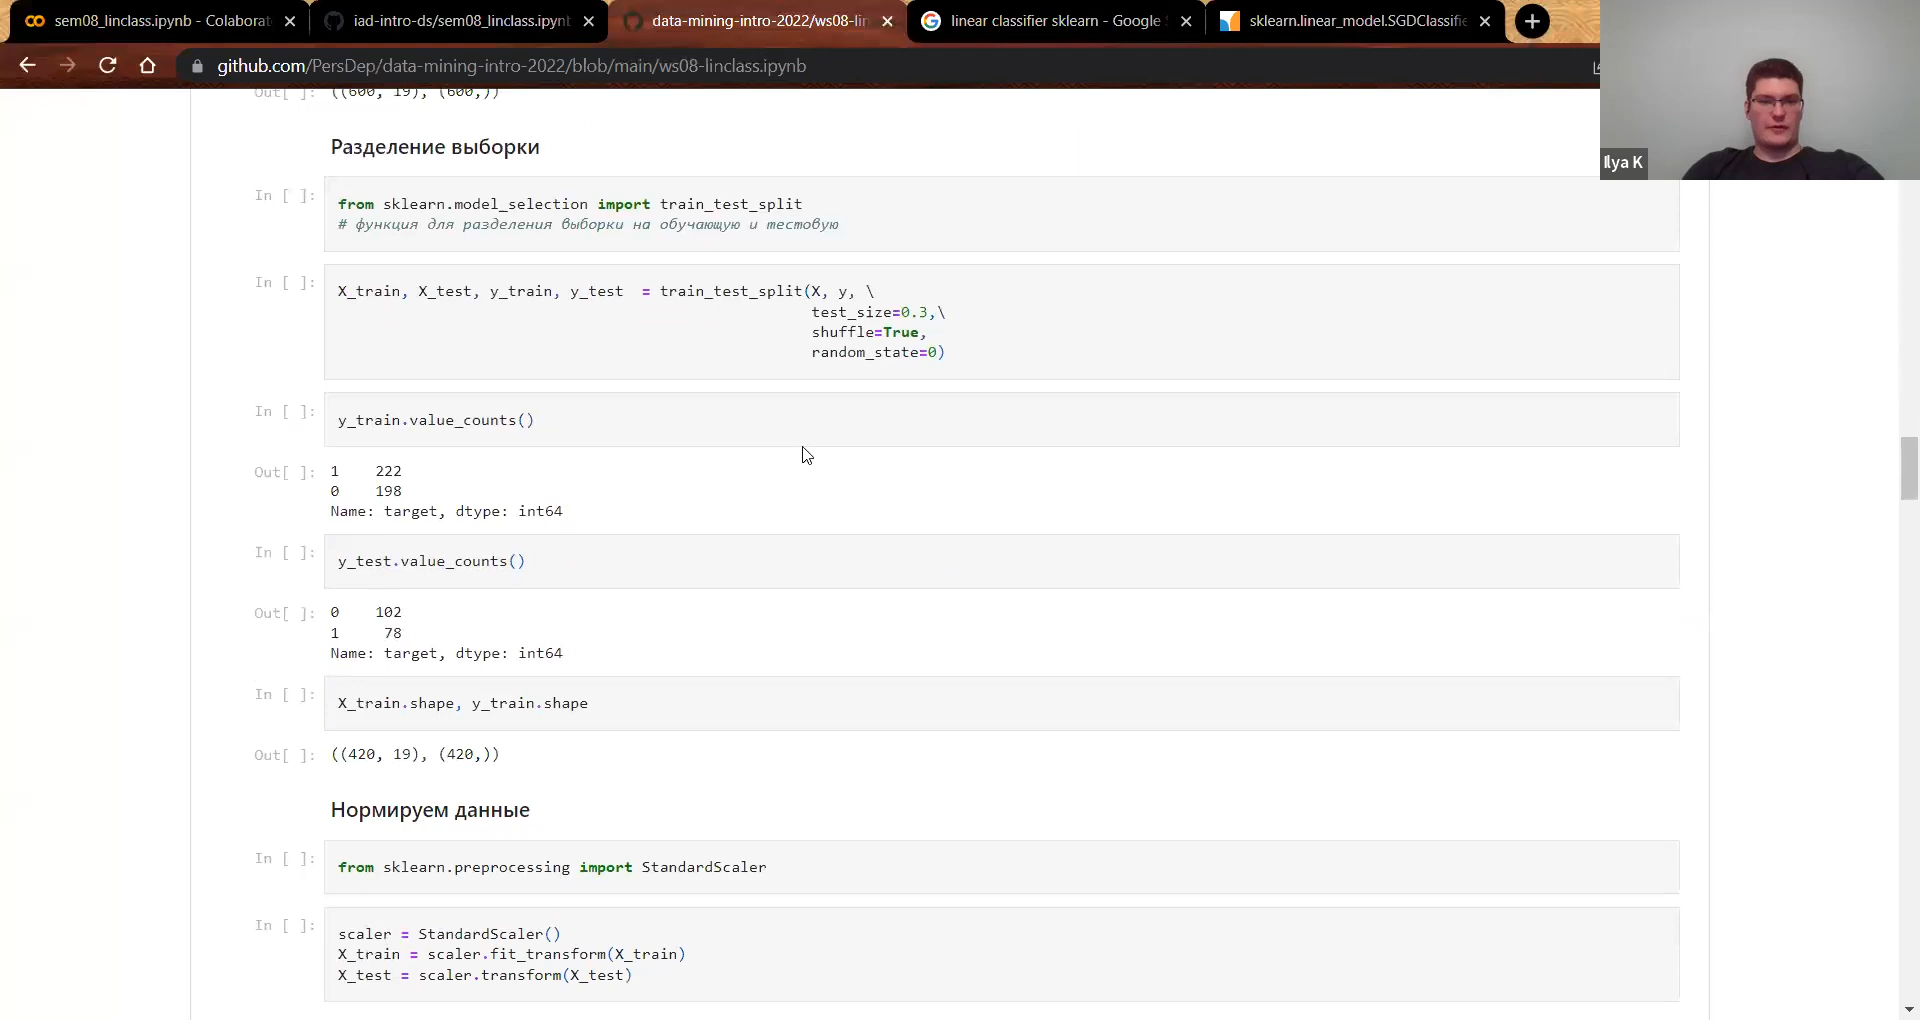 sem08_linclass.ipynb - Colaborat
iad-intro-ds/sem08_linclass.ipynb
data-mining-intro-2022/ws08-lin
linear classifier sklearn - Google
sklearn.linear_model.SGDClassifie
github.com/PersDep/data-mining-intro-2022/blob/main/ws08-linclass.ipynb
Ilya K
Out[ ]: ((600, 19), (600,))
Разделение выборки
In [ ]: from sklearn.model_selection import train_test_split
# функция для разделения выборки на обучающую и тестовую
In [ ]: X_train, X_test, y_train, y_test = train_test_split(X, y, \
test_size=0.3,\
shuffle=True,
random_state=0)
In [ ]: y_train.value_counts()
Out[ ]: 1 222
0 198
Name: target, dtype: int64
In [ ]: y_test.value_counts()
Out[ ]: 0 102
1 78
Name: target, dtype: int64
In [ ]: X_train.shape, y_train.shape
Out[ ]: ((420, 19), (420,))
Нормируем данные
In [ ]: from sklearn.preprocessing import StandardScaler
In [ ]: scaler = StandardScaler()
X_train = scaler.fit_transform(X_train)
X_test = scaler.transform(X_test)